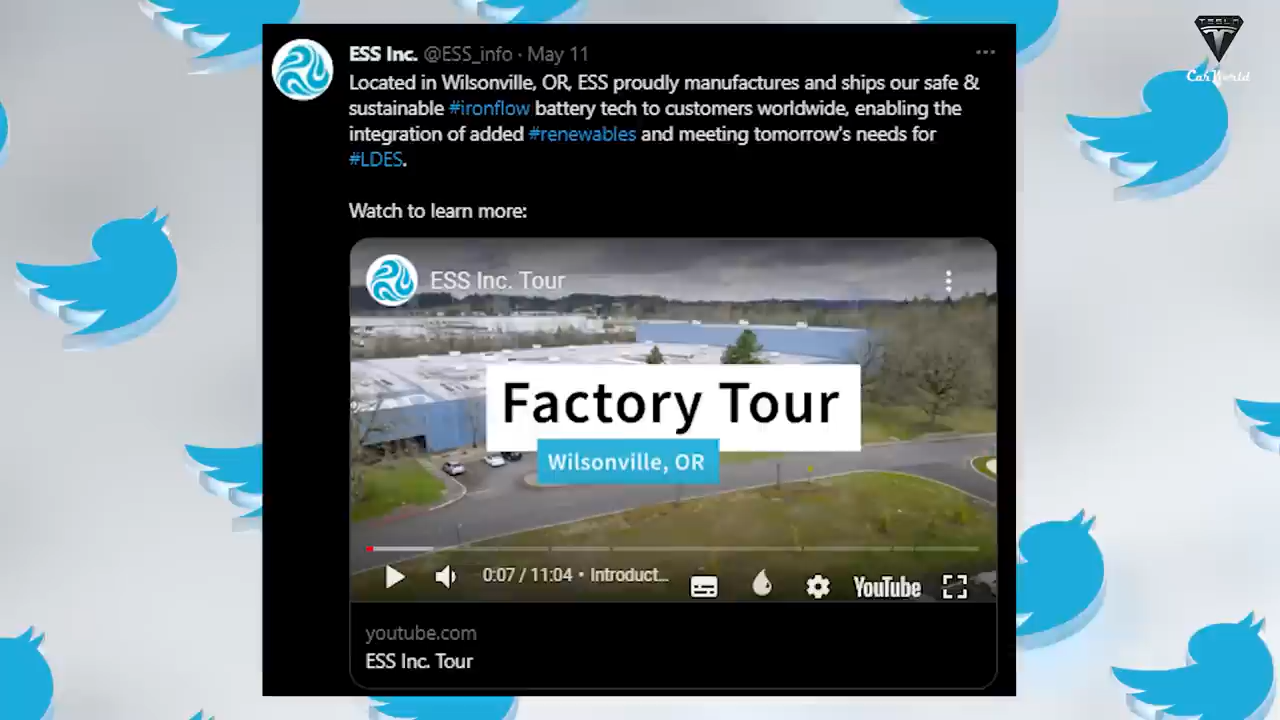 TESLA
Car World
ESS Inc. @ESS_info · May 11
Located in Wilsonville, OR, ESS proudly manufactures and ships our safe &
sustainable #ironflow battery tech to customers worldwide, enabling the
integration of added #renewables and meeting tomorrow's needs for
#LDES.
Watch to learn more:
ESS Inc. Tour
Factory Tour
Wilsonville, OR
0:07 / 11:04 • Introduct...
YouTube
youtube.com
ESS Inc. Tour